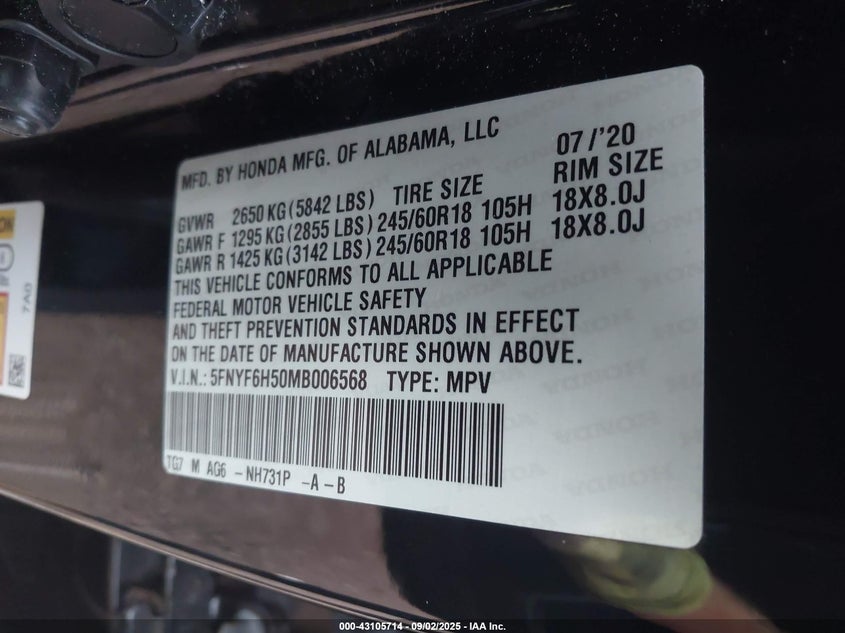 MFD. BY HONDA MFG. OF ALABAMA, LLC 07/'20
GVWR 2650 KG (5842 LBS) TIRE SIZE RIM SIZE
GAWR F 1295 KG (2855 LBS) 245/60R18 105H 18X8.0J
GAWR R 1425 KG (3142 LBS) 245/60R18 105H 18X8.0J
THIS VEHICLE CONFORMS TO ALL APPLICABLE
FEDERAL MOTOR VEHICLE SAFETY
AND THEFT PREVENTION STANDARDS IN EFFECT
ON THE DATE OF MANUFACTURE SHOWN ABOVE.
V.I.N.: 5FNYF6H50MB006568 TYPE: MPV
TG7 M AG6 – NH731P –A – B
7A0
000-43105714 - 09/02/2025 - IAA Inc.